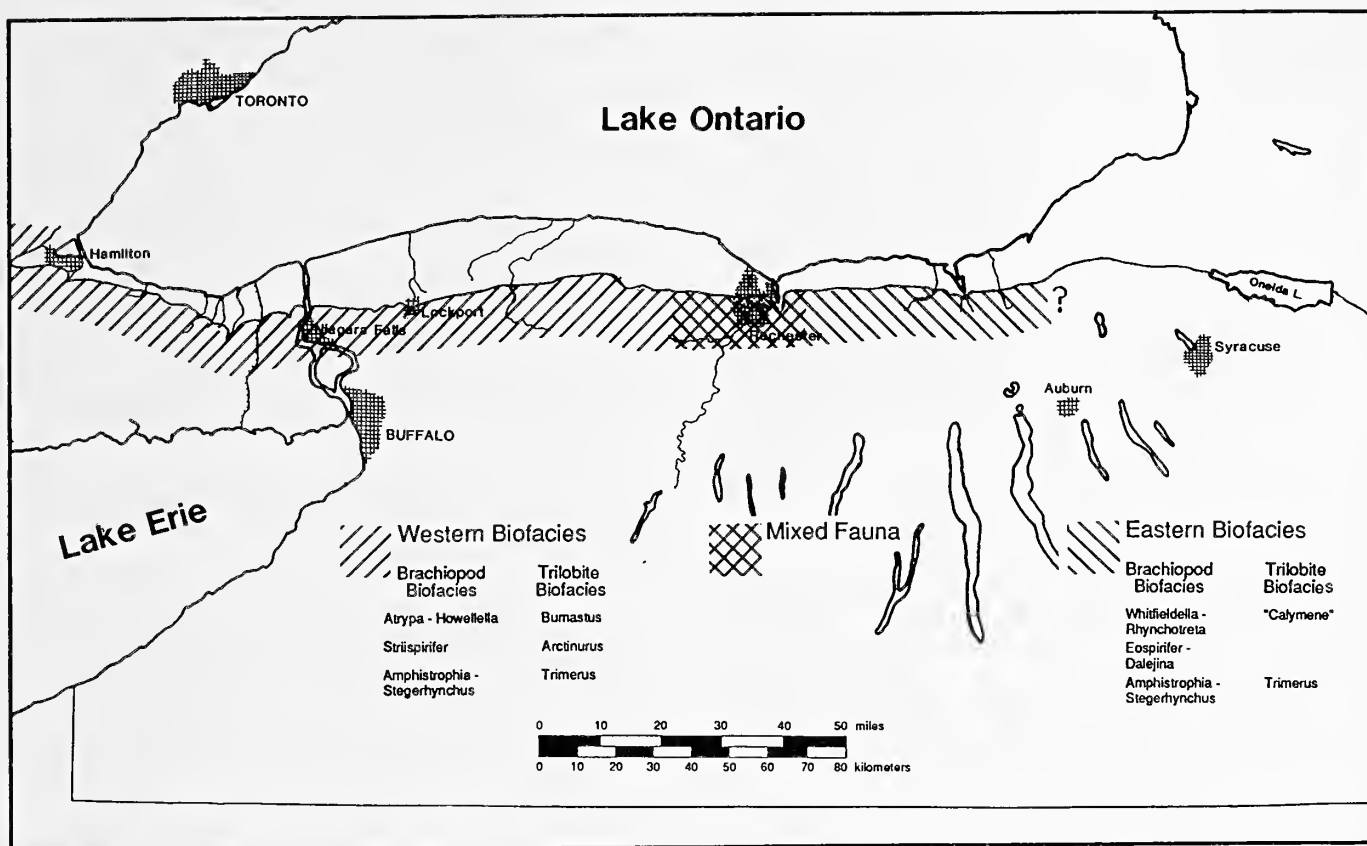 TORONTO
Lake Ontario
Hamilton
Niagara Falls
Lockport
Rochester
?
Oneida L.
Syracuse
Auburn
BUFFALO
Lake Erie
Western Biofacies
Brachiopod Biofacies
Trilobite Biofacies
Atrypa - Howellella
Bumastus
Striispirifer
Arctinurus
Amphistrophia - Stegerhynchus
Trimerus
Mixed Fauna
Eastern Biofacies
Brachiopod Biofacies
Trilobite Biofacies
Whitfieldella - Rhynchotreta
"Calymene"
Eospirifer - Dalejina
Amphistrophia - Stegerhynchus
Trimerus
0 10 20 30 40 50 miles
0 10 20 30 40 50 60 70 80 kilometers